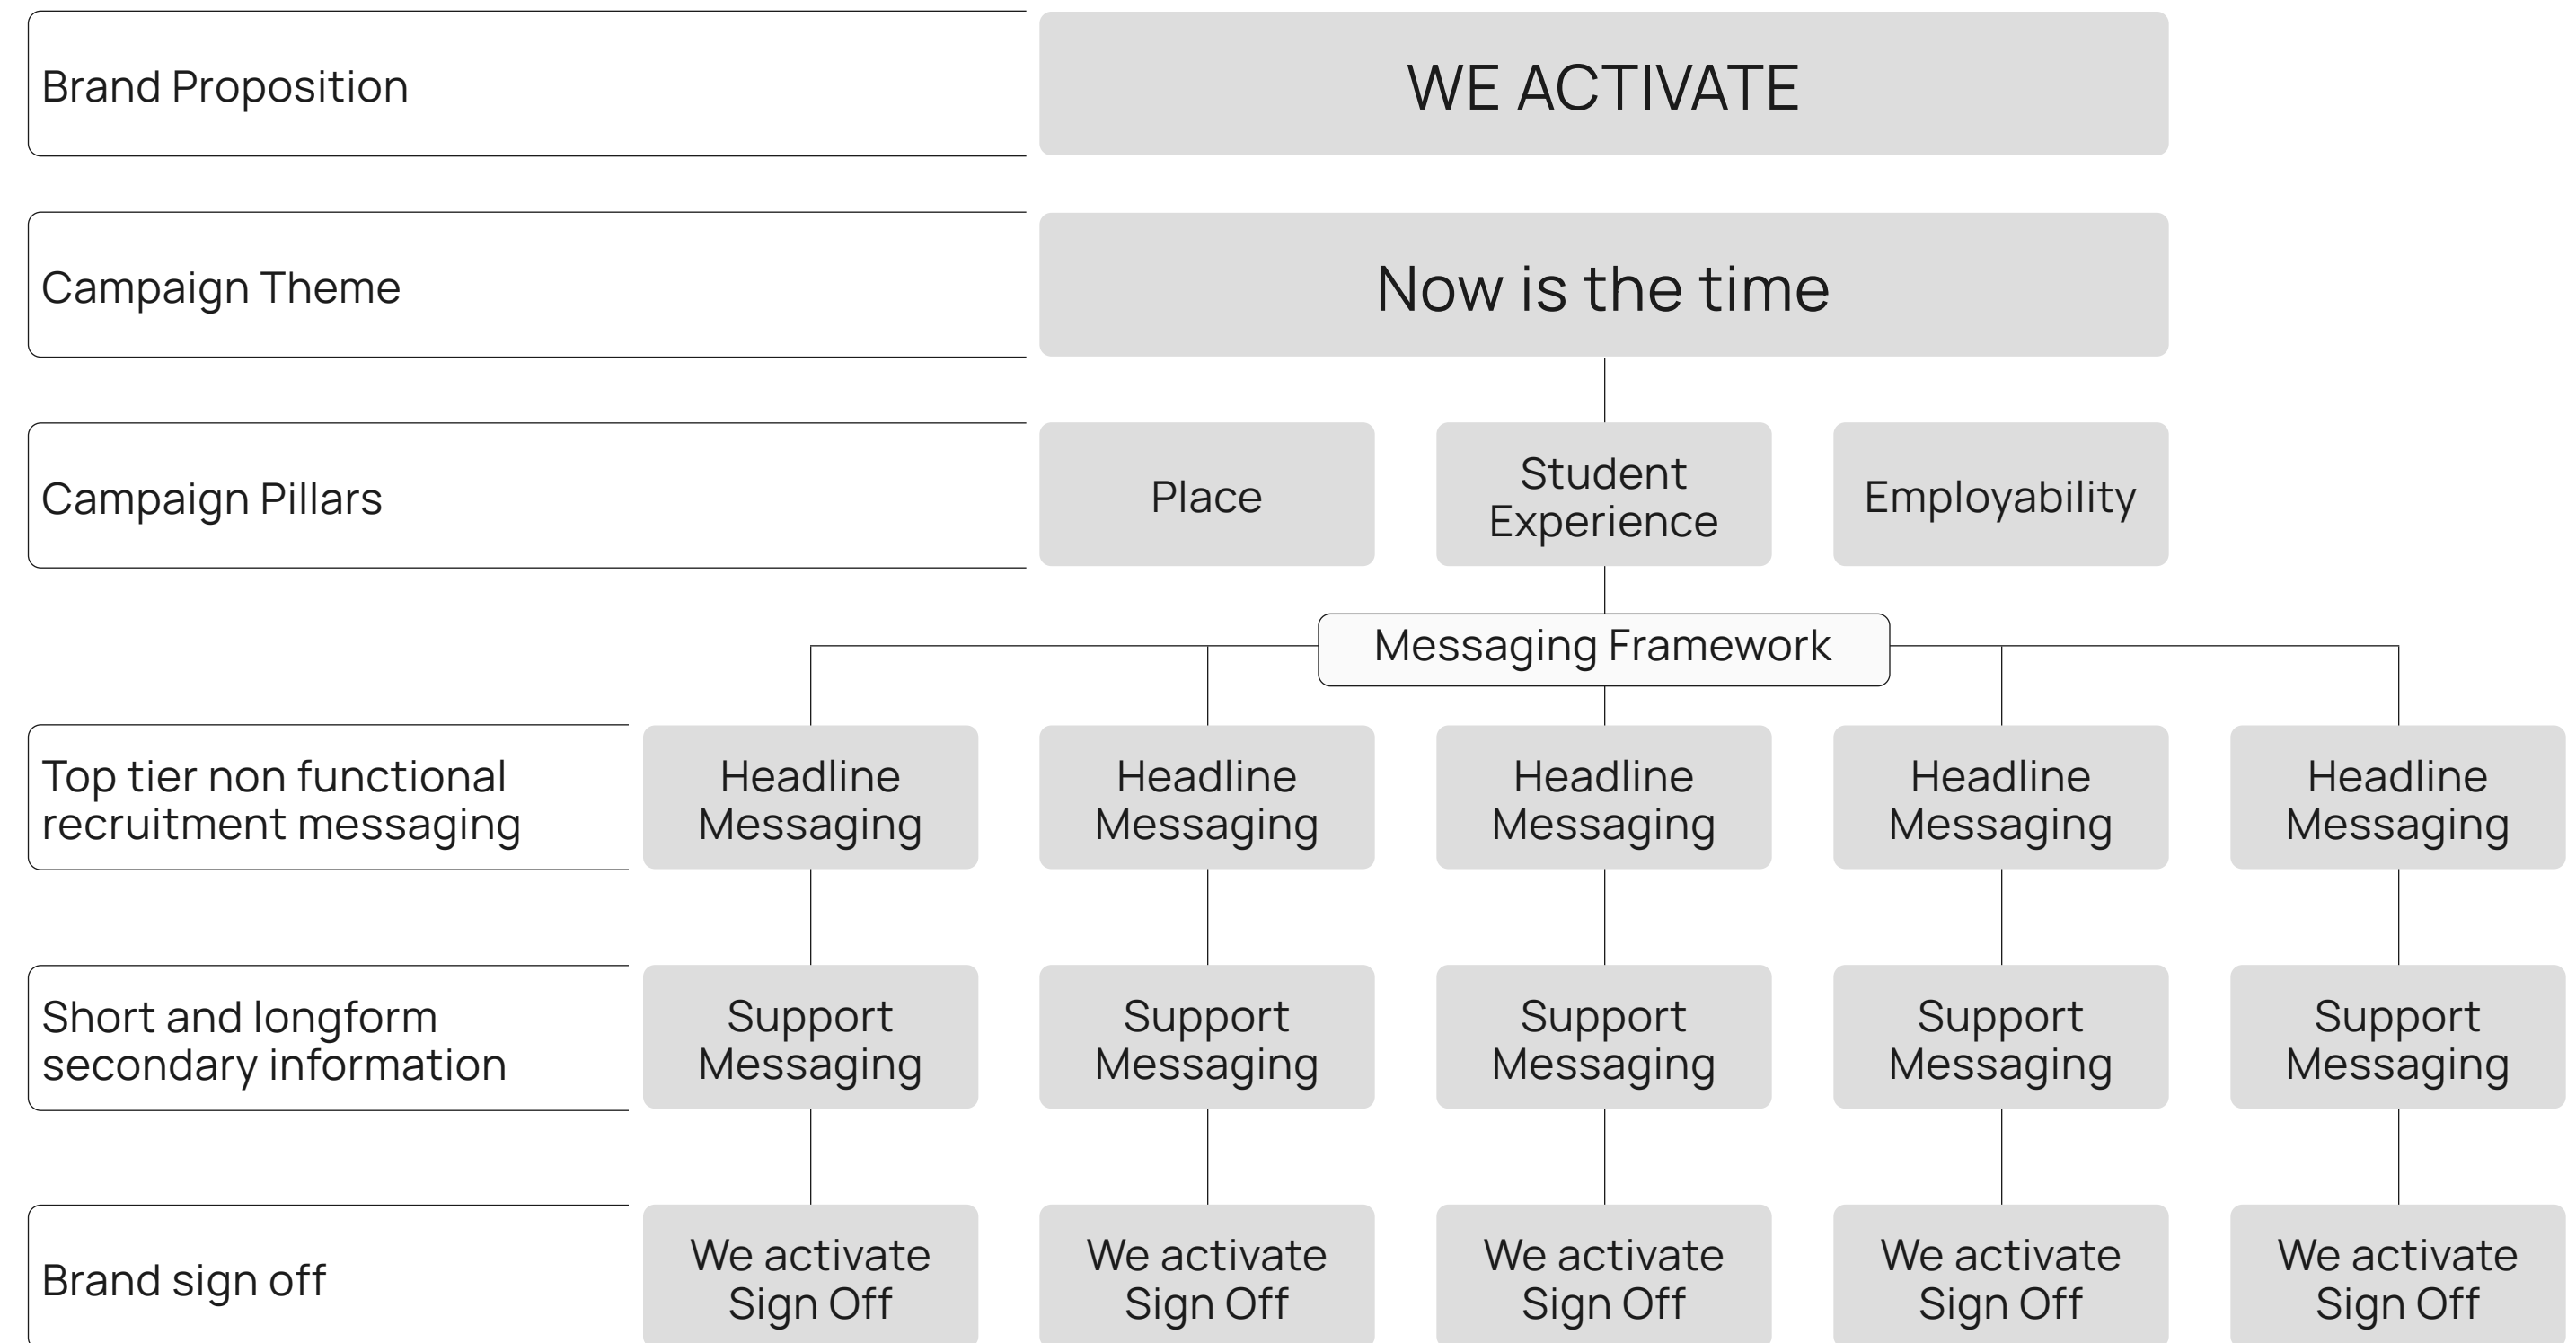 Brand Proposition
WE ACTIVATE
Campaign Theme
Now is the time
Campaign Pillars
Place
Student
Experience
Employability
Messaging Framework
Top tier non functional
recruitment messaging
Headline
Messaging
Headline
Messaging
Headline
Messaging
Headline
Messaging
Headline
Messaging
Short and longform
secondary information
Support
Messaging
Support
Messaging
Support
Messaging
Support
Messaging
Support
Messaging
Brand sign off
We activate
Sign Off
We activate
Sign Off
We activate
Sign Off
We activate
Sign Off
We activate
Sign Off